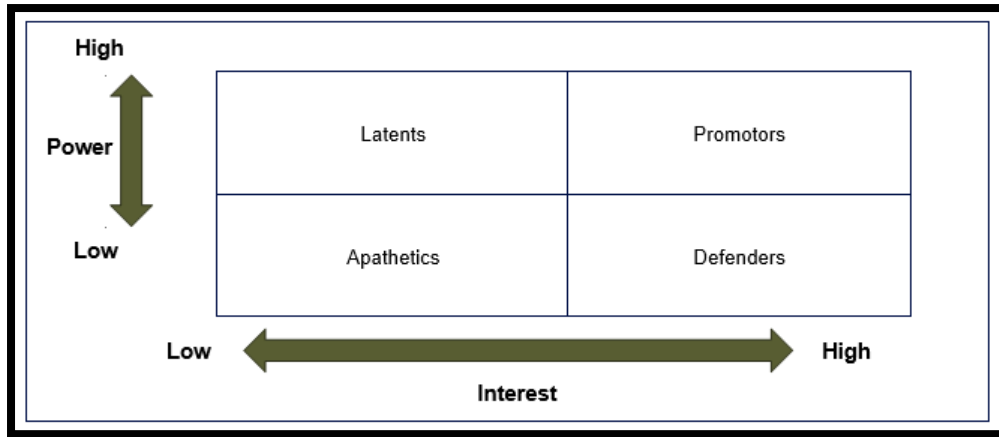 High
Latents
Promotors
Power
Low
Apathetics
Defenders
Low
High
Interest